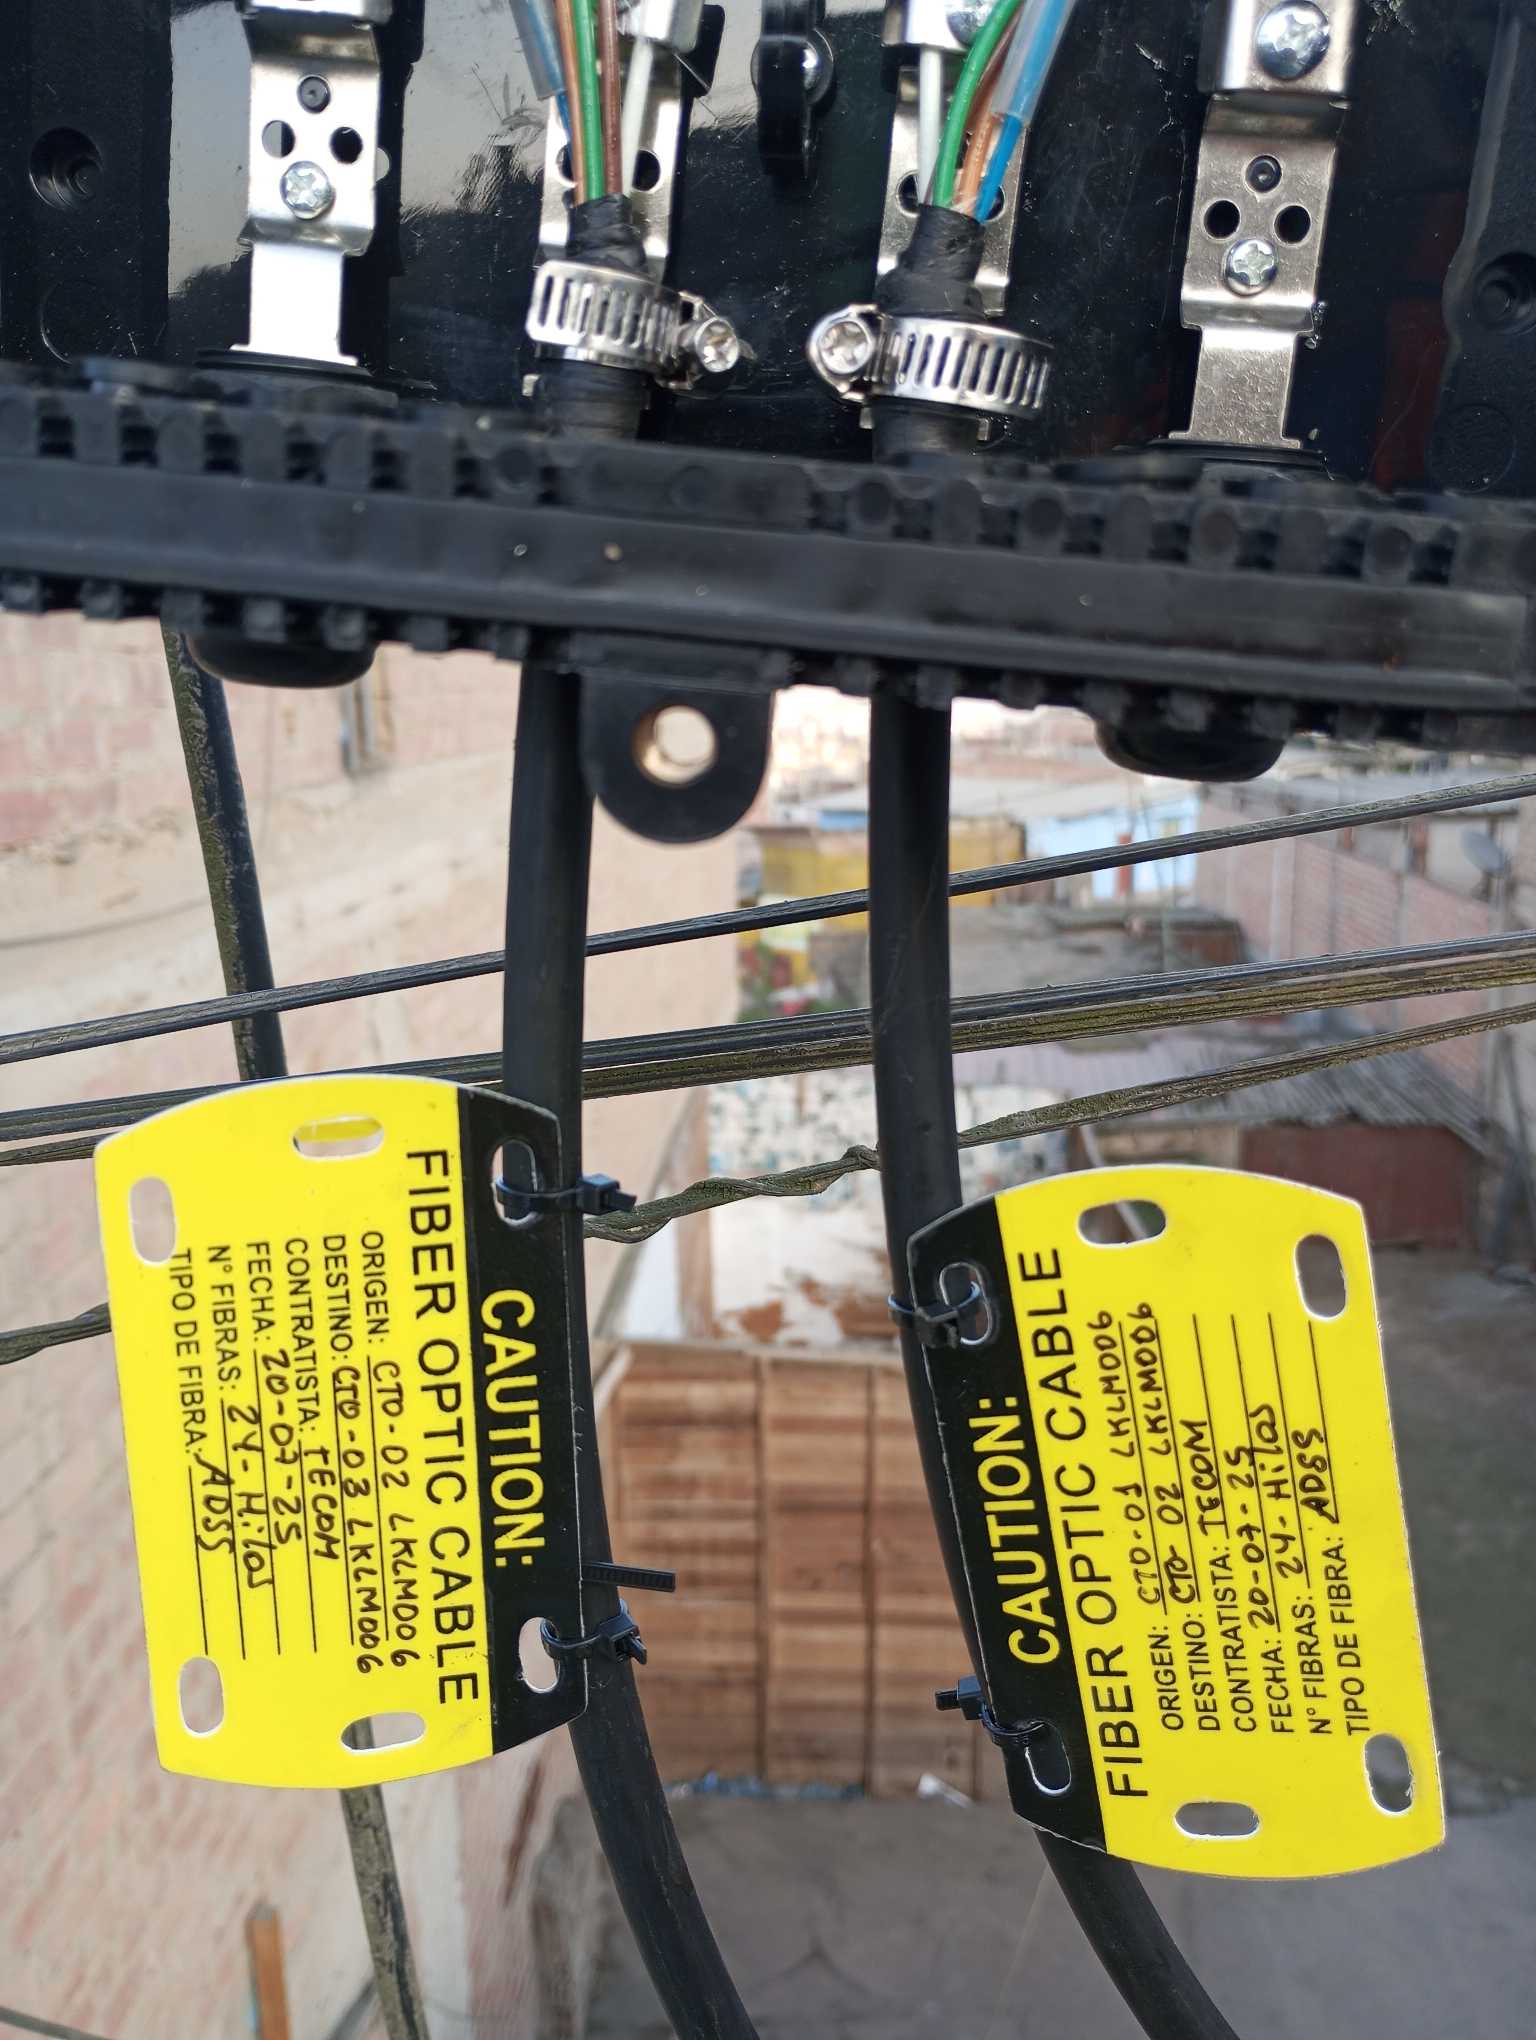 CAUTION:
FIBER OPTIC CABLE
ORIGEN: CTO-02 LKLM006
DESTINO: CTO-03 LKLM006
CONTRATISTA: TECOM
FECHA: 20-07-25
N° FIBRAS: 24-Hilos
TIPO DE FIBRA: ADSS
CAUTION:
FIBER OPTIC CABLE
ORIGEN: CTO-01 LKLM006
DESTINO: CTO 02 LKLM006
CONTRATISTA: TECOM
FECHA: 20-07-25
N° FIBRAS: 24-Hilos
TIPO DE FIBRA: ADSS